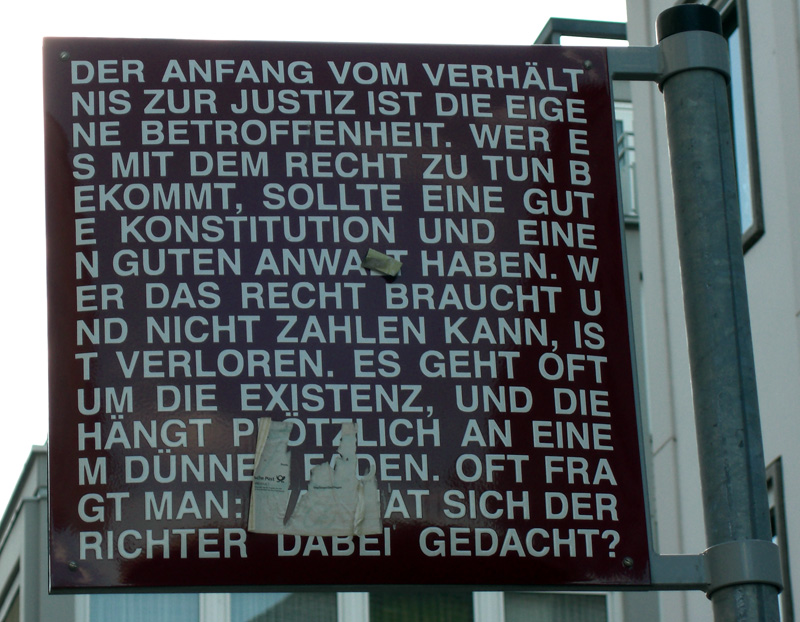 DER ANFANG VOM VERHÄLT
NIS ZUR JUSTIZ IST DIE EIGE
NE BETROFFENHEIT. WER E
S MIT DEM RECHT ZU TUN B
EKOMMT, SOLLTE EINE GUT
E KONSTITUTION UND EINE
N GUTEN ANWALT HABEN. W
ER DAS RECHT BRAUCHT U
ND NICHT ZAHLEN KANN, IS
T VERLOREN. ES GEHT OFT
UM DIE EXISTENZ, UND DIE
HÄNGT PLÖTZLICH AN EINE
M DÜNNEN FADEN. OFT FRA
GT MAN: AT SICH DER
RICHTER DABEI GEDACHT?